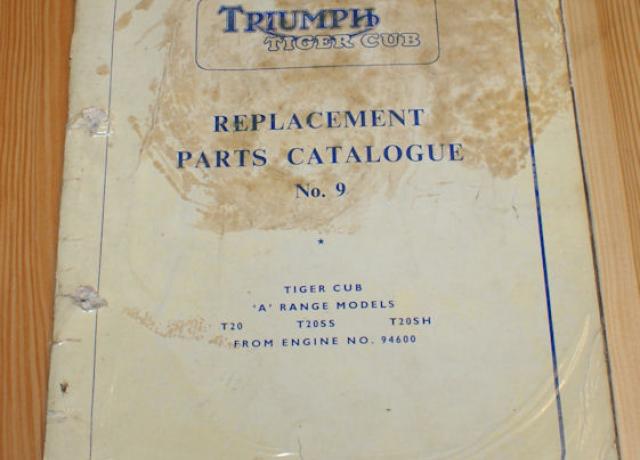 TRIUMPH
TIGER CUB
REPLACEMENT
PARTS CATALOGUE
No. 9
TIGER CUB
'A' RANGE MODELS
T20 T20SS T20SH
FROM ENGINE NO. 94600